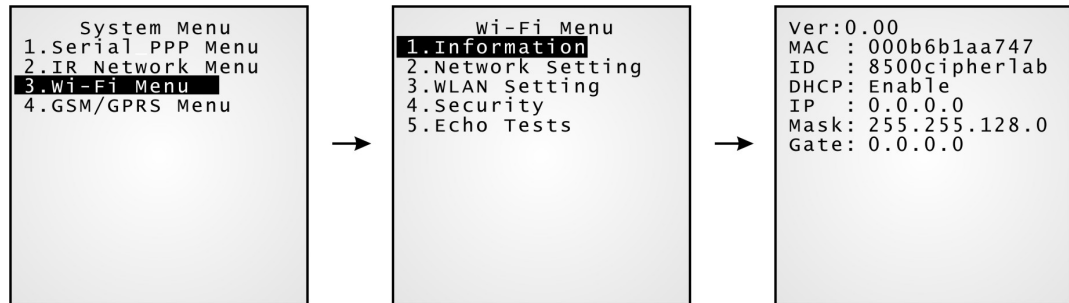 System Menu
1.Serial PPP Menu
2.IR Network Menu
3.Wi-Fi Menu
4.GSM/GPRS Menu
Wi-Fi Menu
1.Information
2.Network Setting
3.WLAN Setting
4.Security
5.Echo Tests
Ver:0.00
MAC : 000b6b1aa747
ID : 8500cipherlab
DHCP: Enable
IP : 0.0.0.0
Mask: 255.255.128.0
Gate: 0.0.0.0